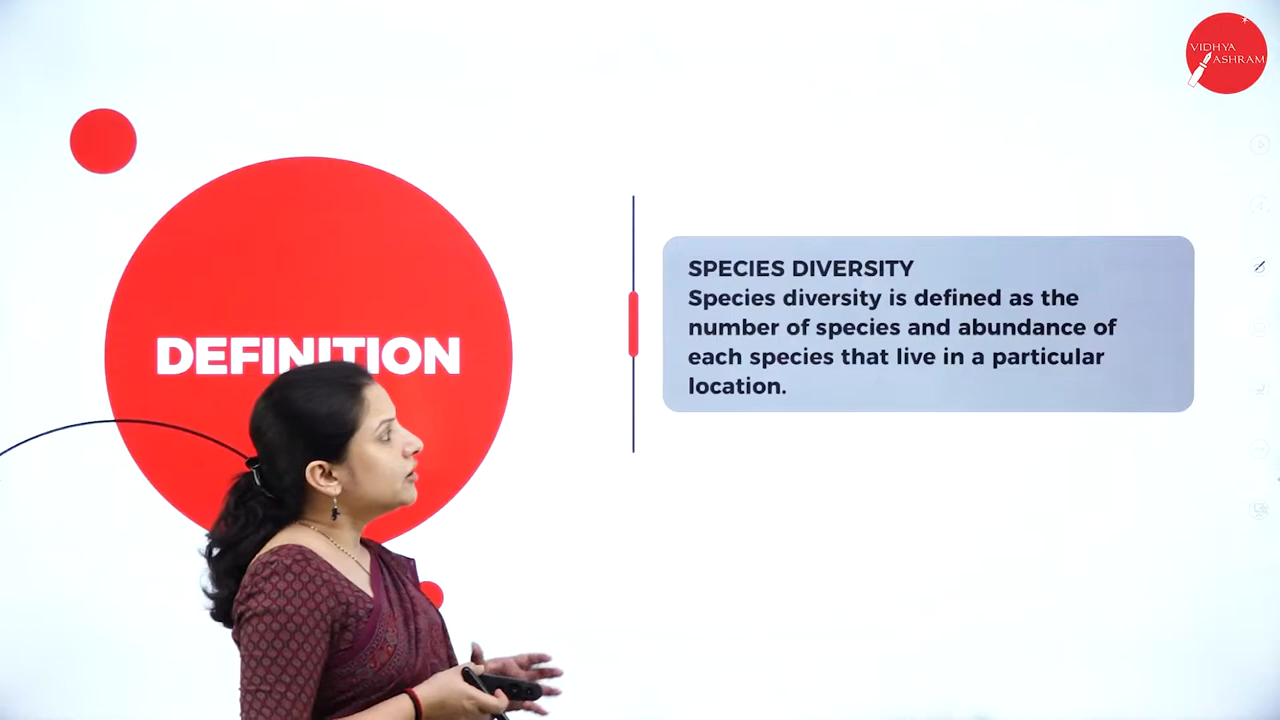 VIDHYA
ASHRAM
DEFINITION
SPECIES DIVERSITY
Species diversity is defined as the
number of species and abundance of
each species that live in a particular
location.